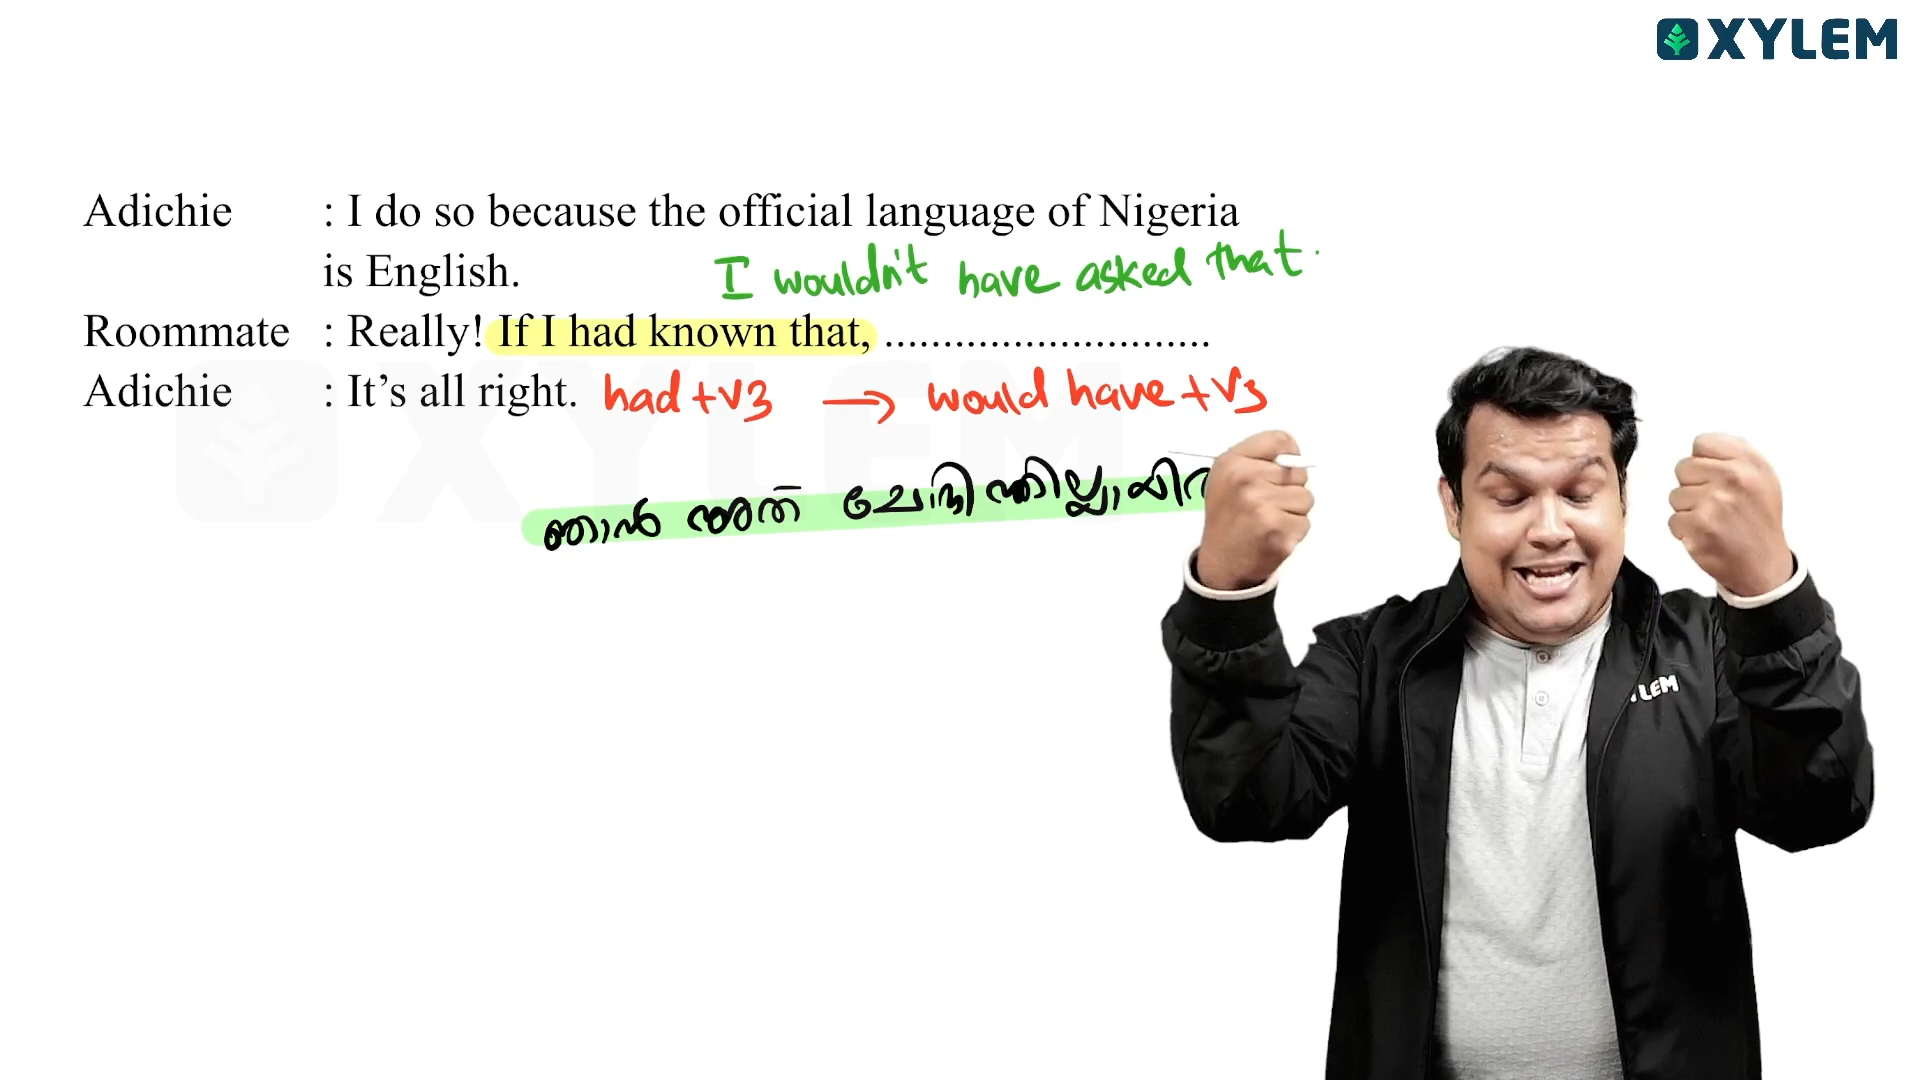 XYLEM
Adichie : I do so because the official language of Nigeria
is English.
I wouldn't have asked that.
Roommate : Really! If I had known that, ............................
Adichie : It's all right.
had + v3 → would have + v3
ഞാൻ അത് ചോദിക്കില്ലായിരു
XYLEM
LEM